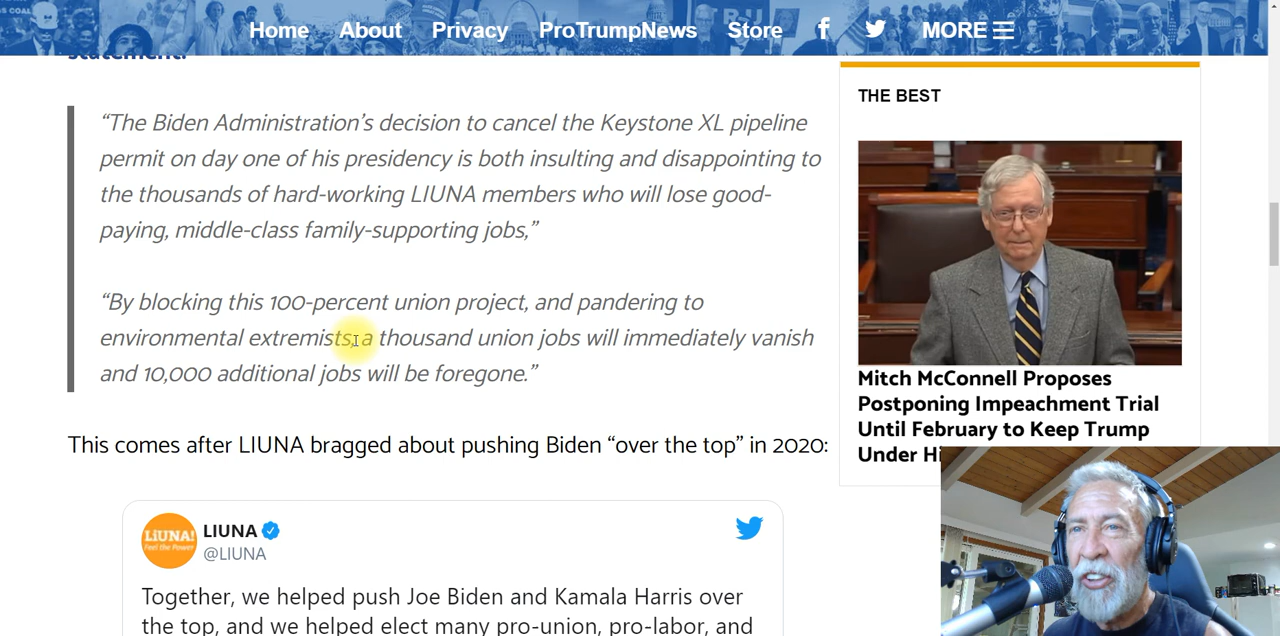 Home About Privacy ProTrumpNews Store MORE
statement.
“The Biden Administration’s decision to cancel the Keystone XL pipeline
permit on day one of his presidency is both insulting and disappointing to
the thousands of hard-working LIUNA members who will lose good-
paying, middle-class family-supporting jobs,”
“By blocking this 100-percent union project, and pandering to
environmental extremists, a thousand union jobs will immediately vanish
and 10,000 additional jobs will be foregone.”
This comes after LIUNA bragged about pushing Biden “over the top” in 2020:
LiUNA!
Feel the Power
LIUNA
@LIUNA
Together, we helped push Joe Biden and Kamala Harris over
the top, and we helped elect many pro-union, pro-labor, and
THE BEST
Mitch McConnell Proposes
Postponing Impeachment Trial
Until February to Keep Trump
Under